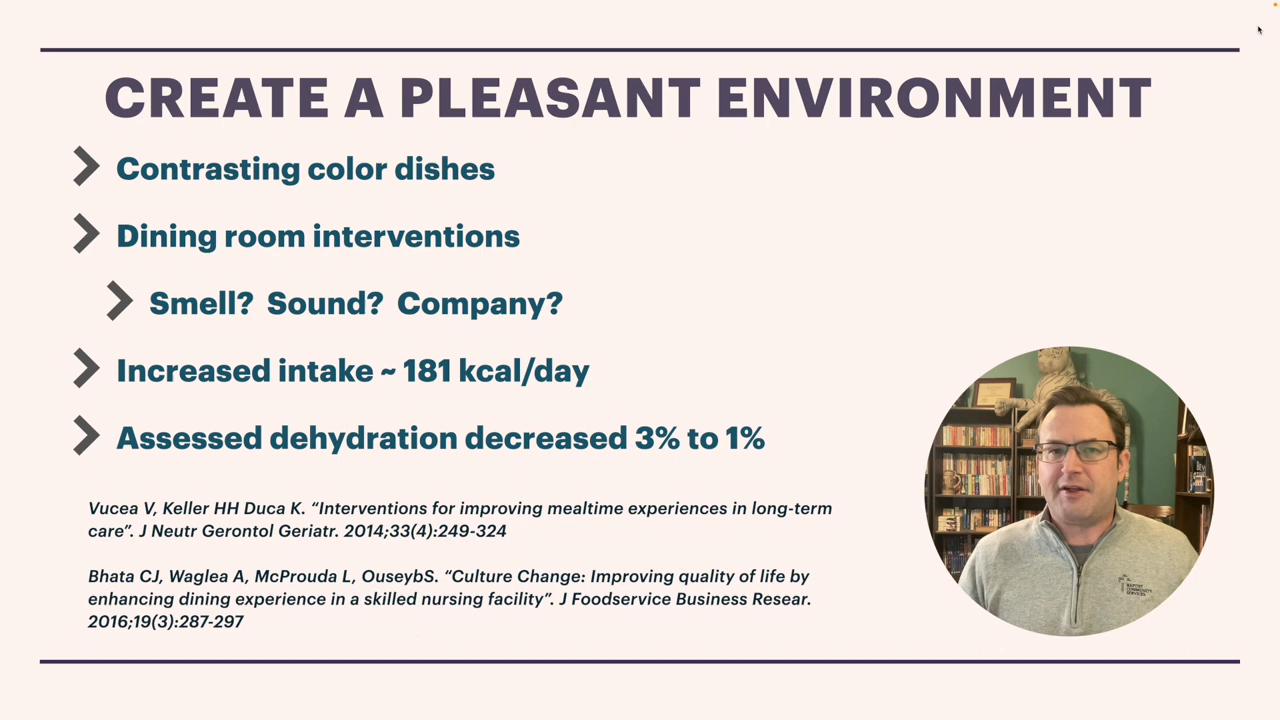 CREATE A PLEASANT ENVIRONMENT
Contrasting color dishes
Dining room interventions
Smell? Sound? Company?
Increased intake ~ 181 kcal/day
Assessed dehydration decreased 3% to 1%
Vucea V, Keller HH Duca K. “Interventions for improving mealtime experiences in long-term
care”. J Neutr Gerontol Geriatr. 2014;33(4):249-324
Bhata CJ, Waglea A, McProuda L, OuseybS. “Culture Change: Improving quality of life by
enhancing dining experience in a skilled nursing facility”. J Foodservice Business Resear.
2016;19(3):287-297
BAPTIST
COMMUNITY
SERVICES